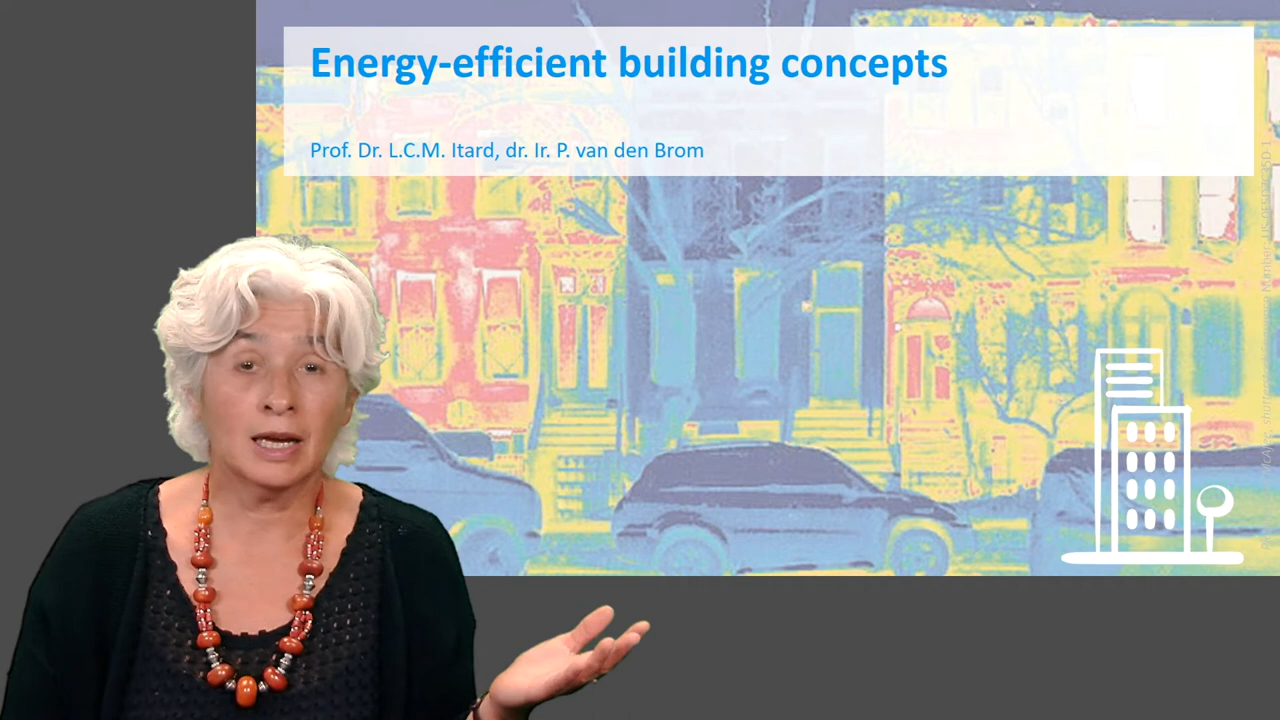 Energy-efficient building concepts
Prof. Dr. L.C.M. Itard, dr. Ir. P. van den Brom